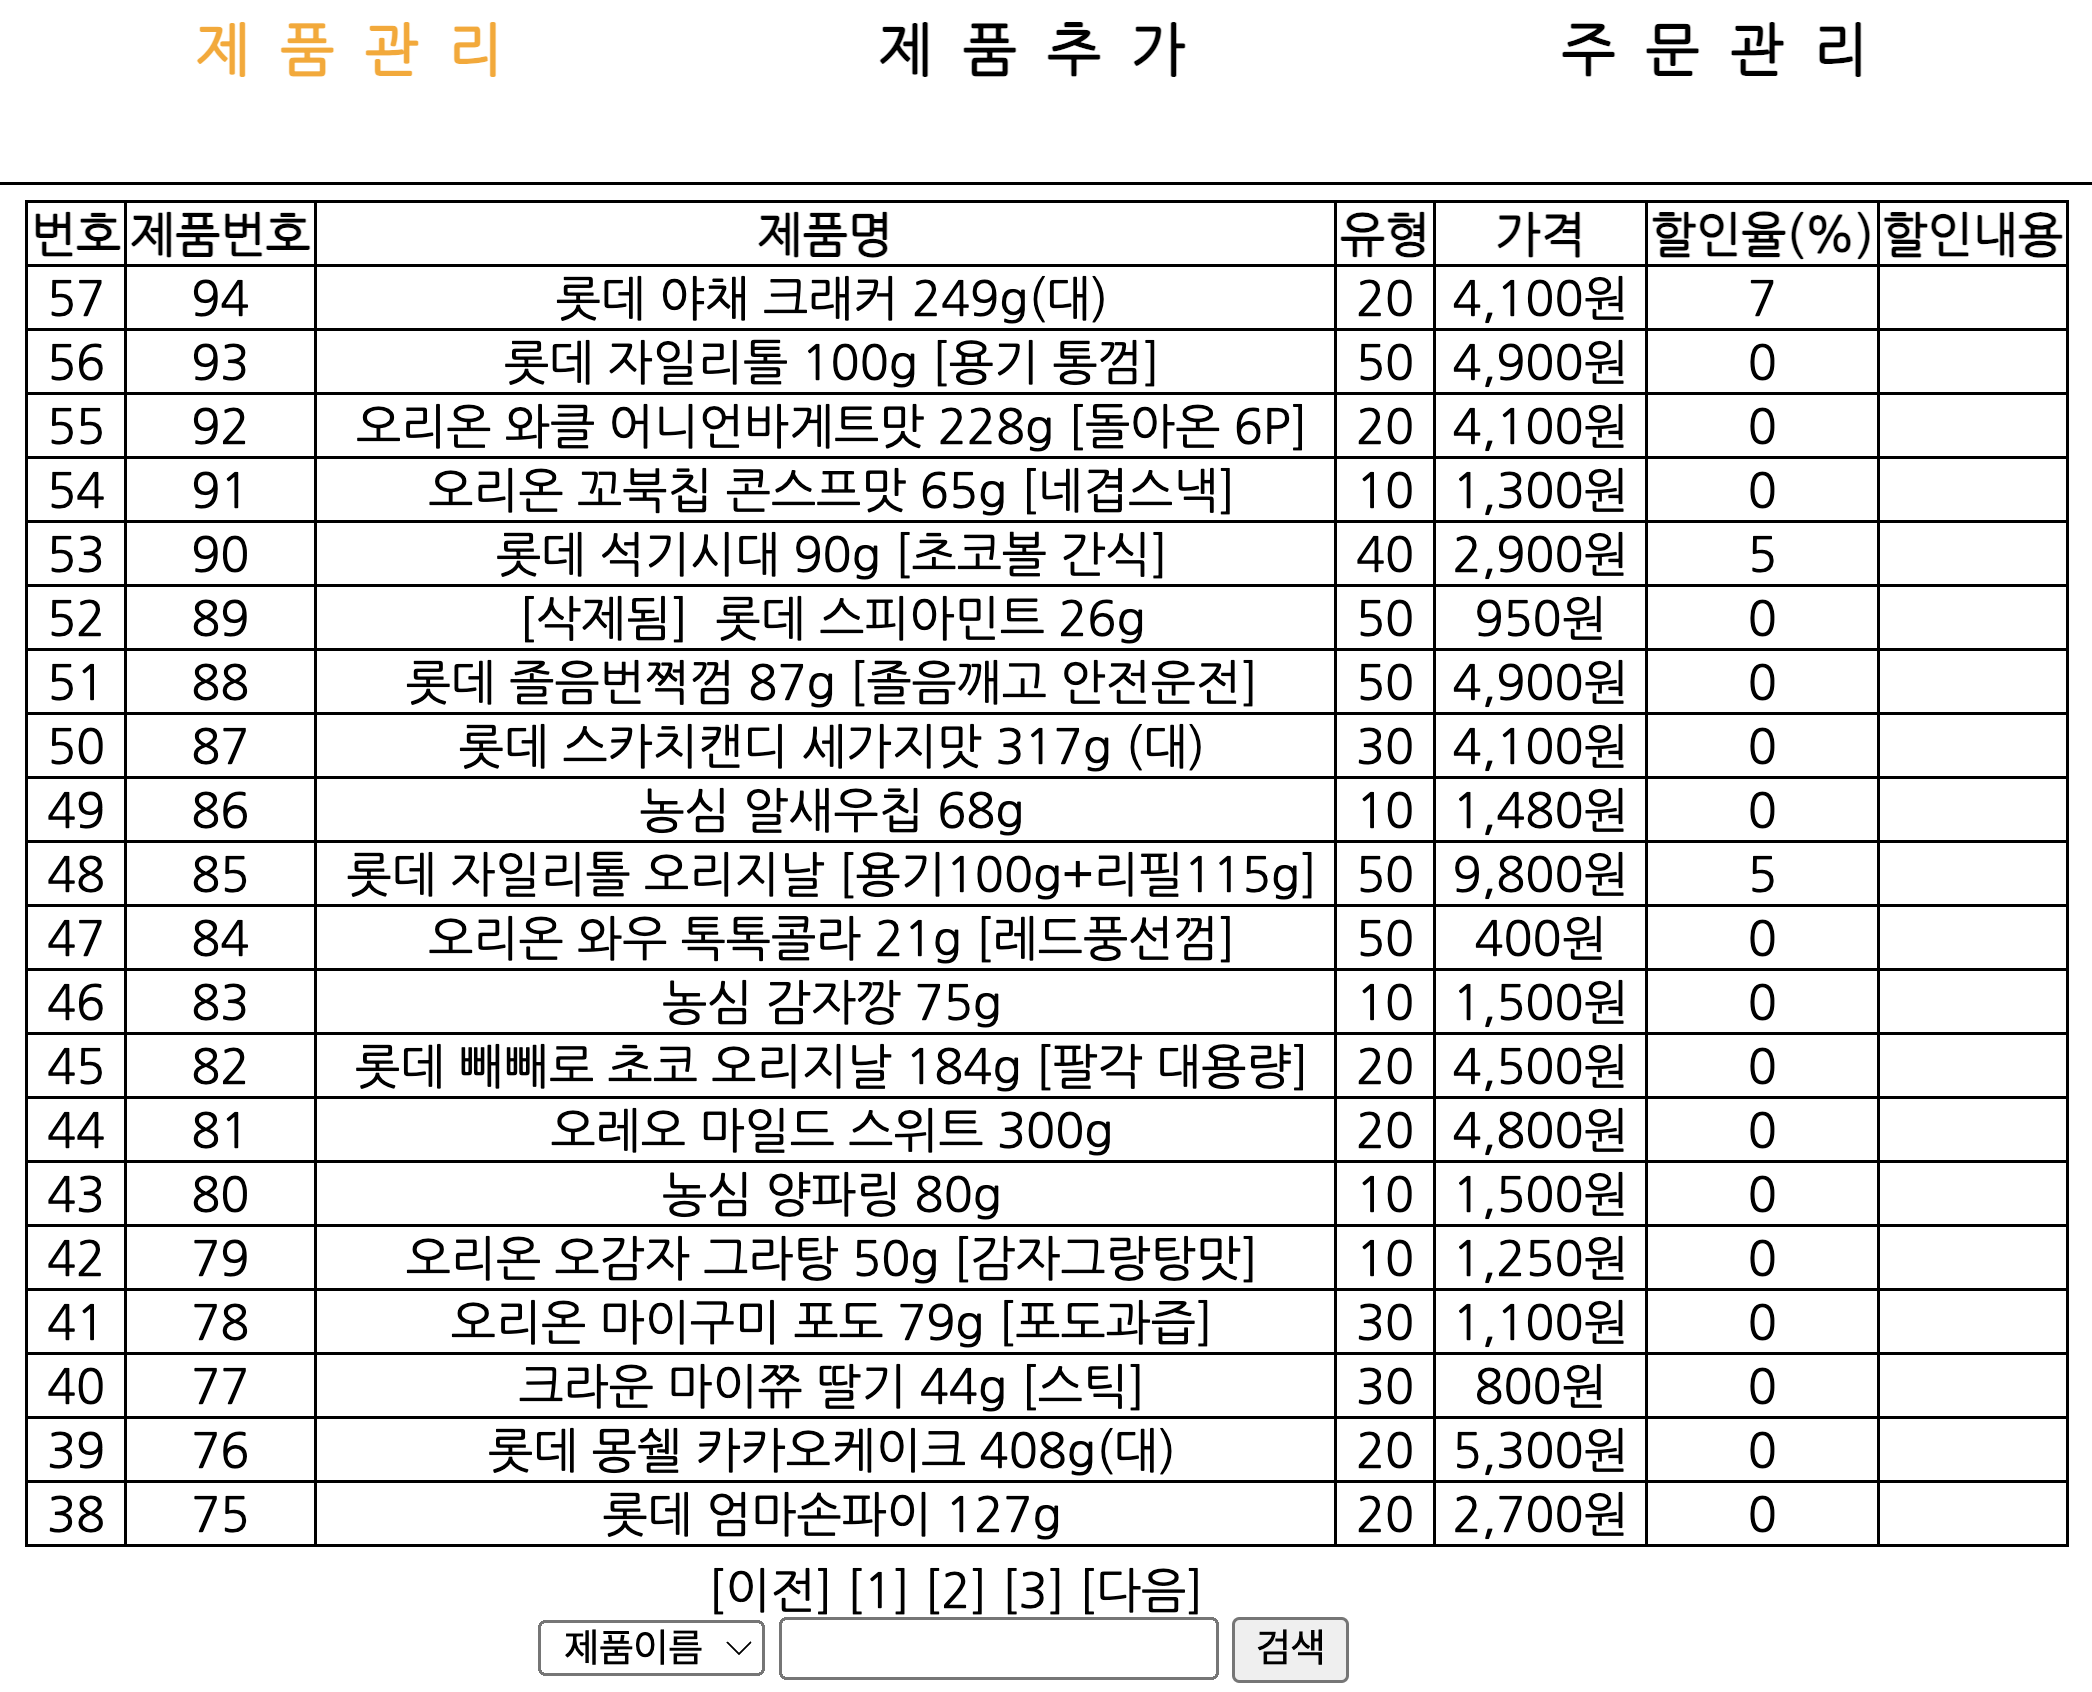 제 품 관 리 제 품 추 가 주 문 관 리
번호 제품번호 제품명 유형 가격 할인율(%) 할인내용
57 94 롯데 야채 크래커 249g(대) 20 4,100원 7
56 93 롯데 자일리톨 100g [용기 통껌] 50 4,900원 0
55 92 오리온 와클 어니언바게트맛 228g [돌아온 6P] 20 4,100원 0
54 91 오리온 꼬북칩 콘스프맛 65g [네겹스낵] 10 1,300원 0
53 90 롯데 석기시대 90g [초코볼 간식] 40 2,900원 5
52 89 [삭제됨] 롯데 스피아민트 26g 50 950원 0
51 88 롯데 졸음번쩍껌 87g [졸음깨고 안전운전] 50 4,900원 0
50 87 롯데 스카치캔디 세가지맛 317g (대) 30 4,100원 0
49 86 농심 알새우칩 68g 10 1,480원 0
48 85 롯데 자일리톨 오리지날 [용기100g+리필115g] 50 9,800원 5
47 84 오리온 와우 톡톡콜라 21g [레드풍선껌] 50 400원 0
46 83 농심 감자깡 75g 10 1,500원 0
45 82 롯데 빼빼로 초코 오리지날 184g [팔각 대용량] 20 4,500원 0
44 81 오레오 마일드 스위트 300g 20 4,800원 0
43 80 농심 양파링 80g 10 1,500원 0
42 79 오리온 오감자 그라탕 50g [감자그랑탕맛] 10 1,250원 0
41 78 오리온 마이구미 포도 79g [포도과즙] 30 1,100원 0
40 77 크라운 마이쮸 딸기 44g [스틱] 30 800원 0
39 76 롯데 몽쉘 카카오케이크 408g(대) 20 5,300원 0
38 75 롯데 엄마손파이 127g 20 2,700원 0
[이전] [1] [2] [3] [다음]
제품이름 검색